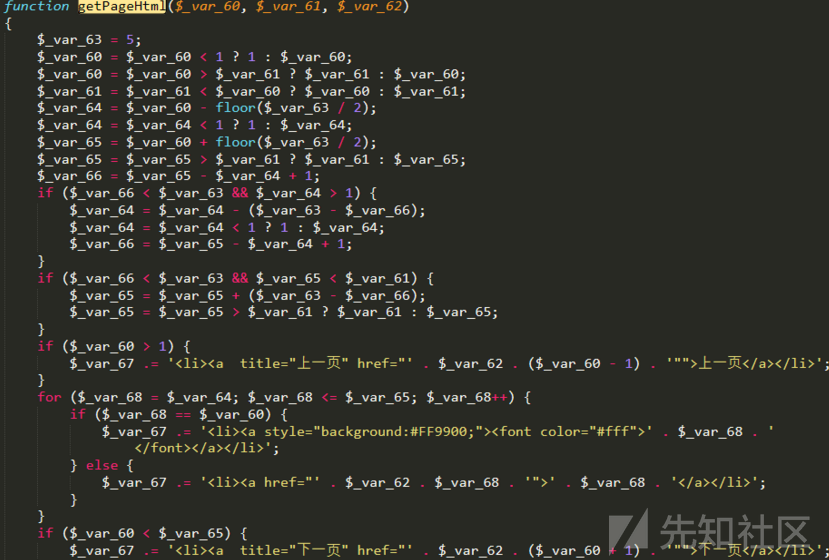 function getPageHtml($_var_60, $_var_61, $_var_62)
{
    $_var_63 = 5;
    $_var_60 = $_var_60 < 1 ? 1 : $_var_60;
    $_var_60 = $_var_60 > $_var_61 ? $_var_61 : $_var_60;
    $_var_61 = $_var_61 < $_var_60 ? $_var_60 : $_var_61;
    $_var_64 = $_var_60 - floor($_var_63 / 2);
    $_var_64 = $_var_64 < 1 ? 1 : $_var_64;
    $_var_65 = $_var_60 + floor($_var_63 / 2);
    $_var_65 = $_var_65 > $_var_61 ? $_var_61 : $_var_65;
    $_var_66 = $_var_65 - $_var_64 + 1;
    if ($_var_66 < $_var_63 && $_var_64 > 1) {
        $_var_64 = $_var_64 - ($_var_63 - $_var_66);
        $_var_64 = $_var_64 < 1 ? 1 : $_var_64;
        $_var_66 = $_var_65 - $_var_64 + 1;
    }
    if ($_var_66 < $_var_63 && $_var_65 < $_var_61) {
        $_var_65 = $_var_65 + ($_var_63 - $_var_66);
        $_var_65 = $_var_65 > $_var_61 ? $_var_61 : $_var_65;
    }
    if ($_var_60 > 1) {
        $_var_67 .= '<li><a  title="上一页" href="' . $_var_62 . ($_var_60 - 1) . '"">上一页</a></li>';
    }
    for ($_var_68 = $_var_64; $_var_68 <= $_var_65; $_var_68++) {
        if ($_var_68 == $_var_60) {
            $_var_67 .= '<li><a style="background:#FF9900;"><font color="#fff">' . $_var_68 . '
                </font></a></li>';
        } else {
            $_var_67 .= '<li><a href="' . $_var_62 . $_var_68 . '">' . $_var_68 . '</a></li>';
        }
    }
    if ($_var_60 < $_var_65) {
        $_var_67 .= '<li><a  title="下一页" href="' . $_var_62 . ($_var_60 + 1) . '"">下一页</a></li>';
先知社区